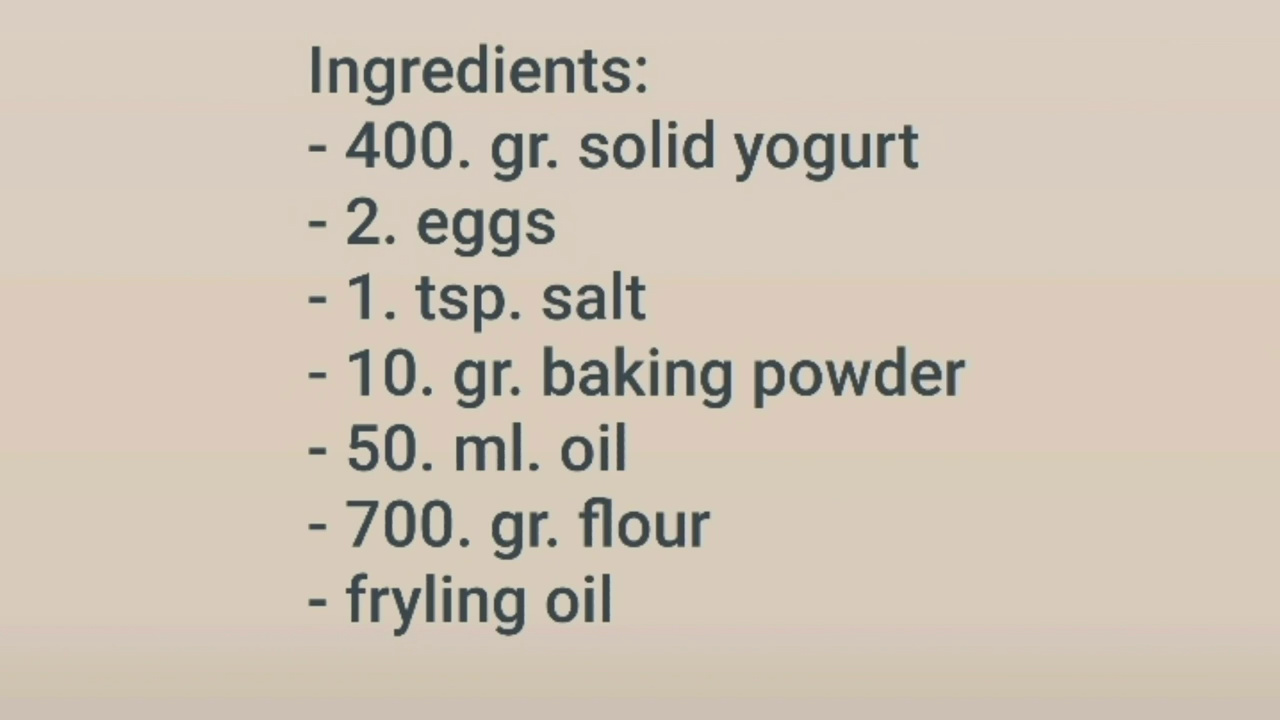 Ingredients:
- 400. gr. solid yogurt
- 2. eggs
- 1. tsp. salt
- 10. gr. baking powder
- 50. ml. oil
- 700. gr. flour
- fryling oil